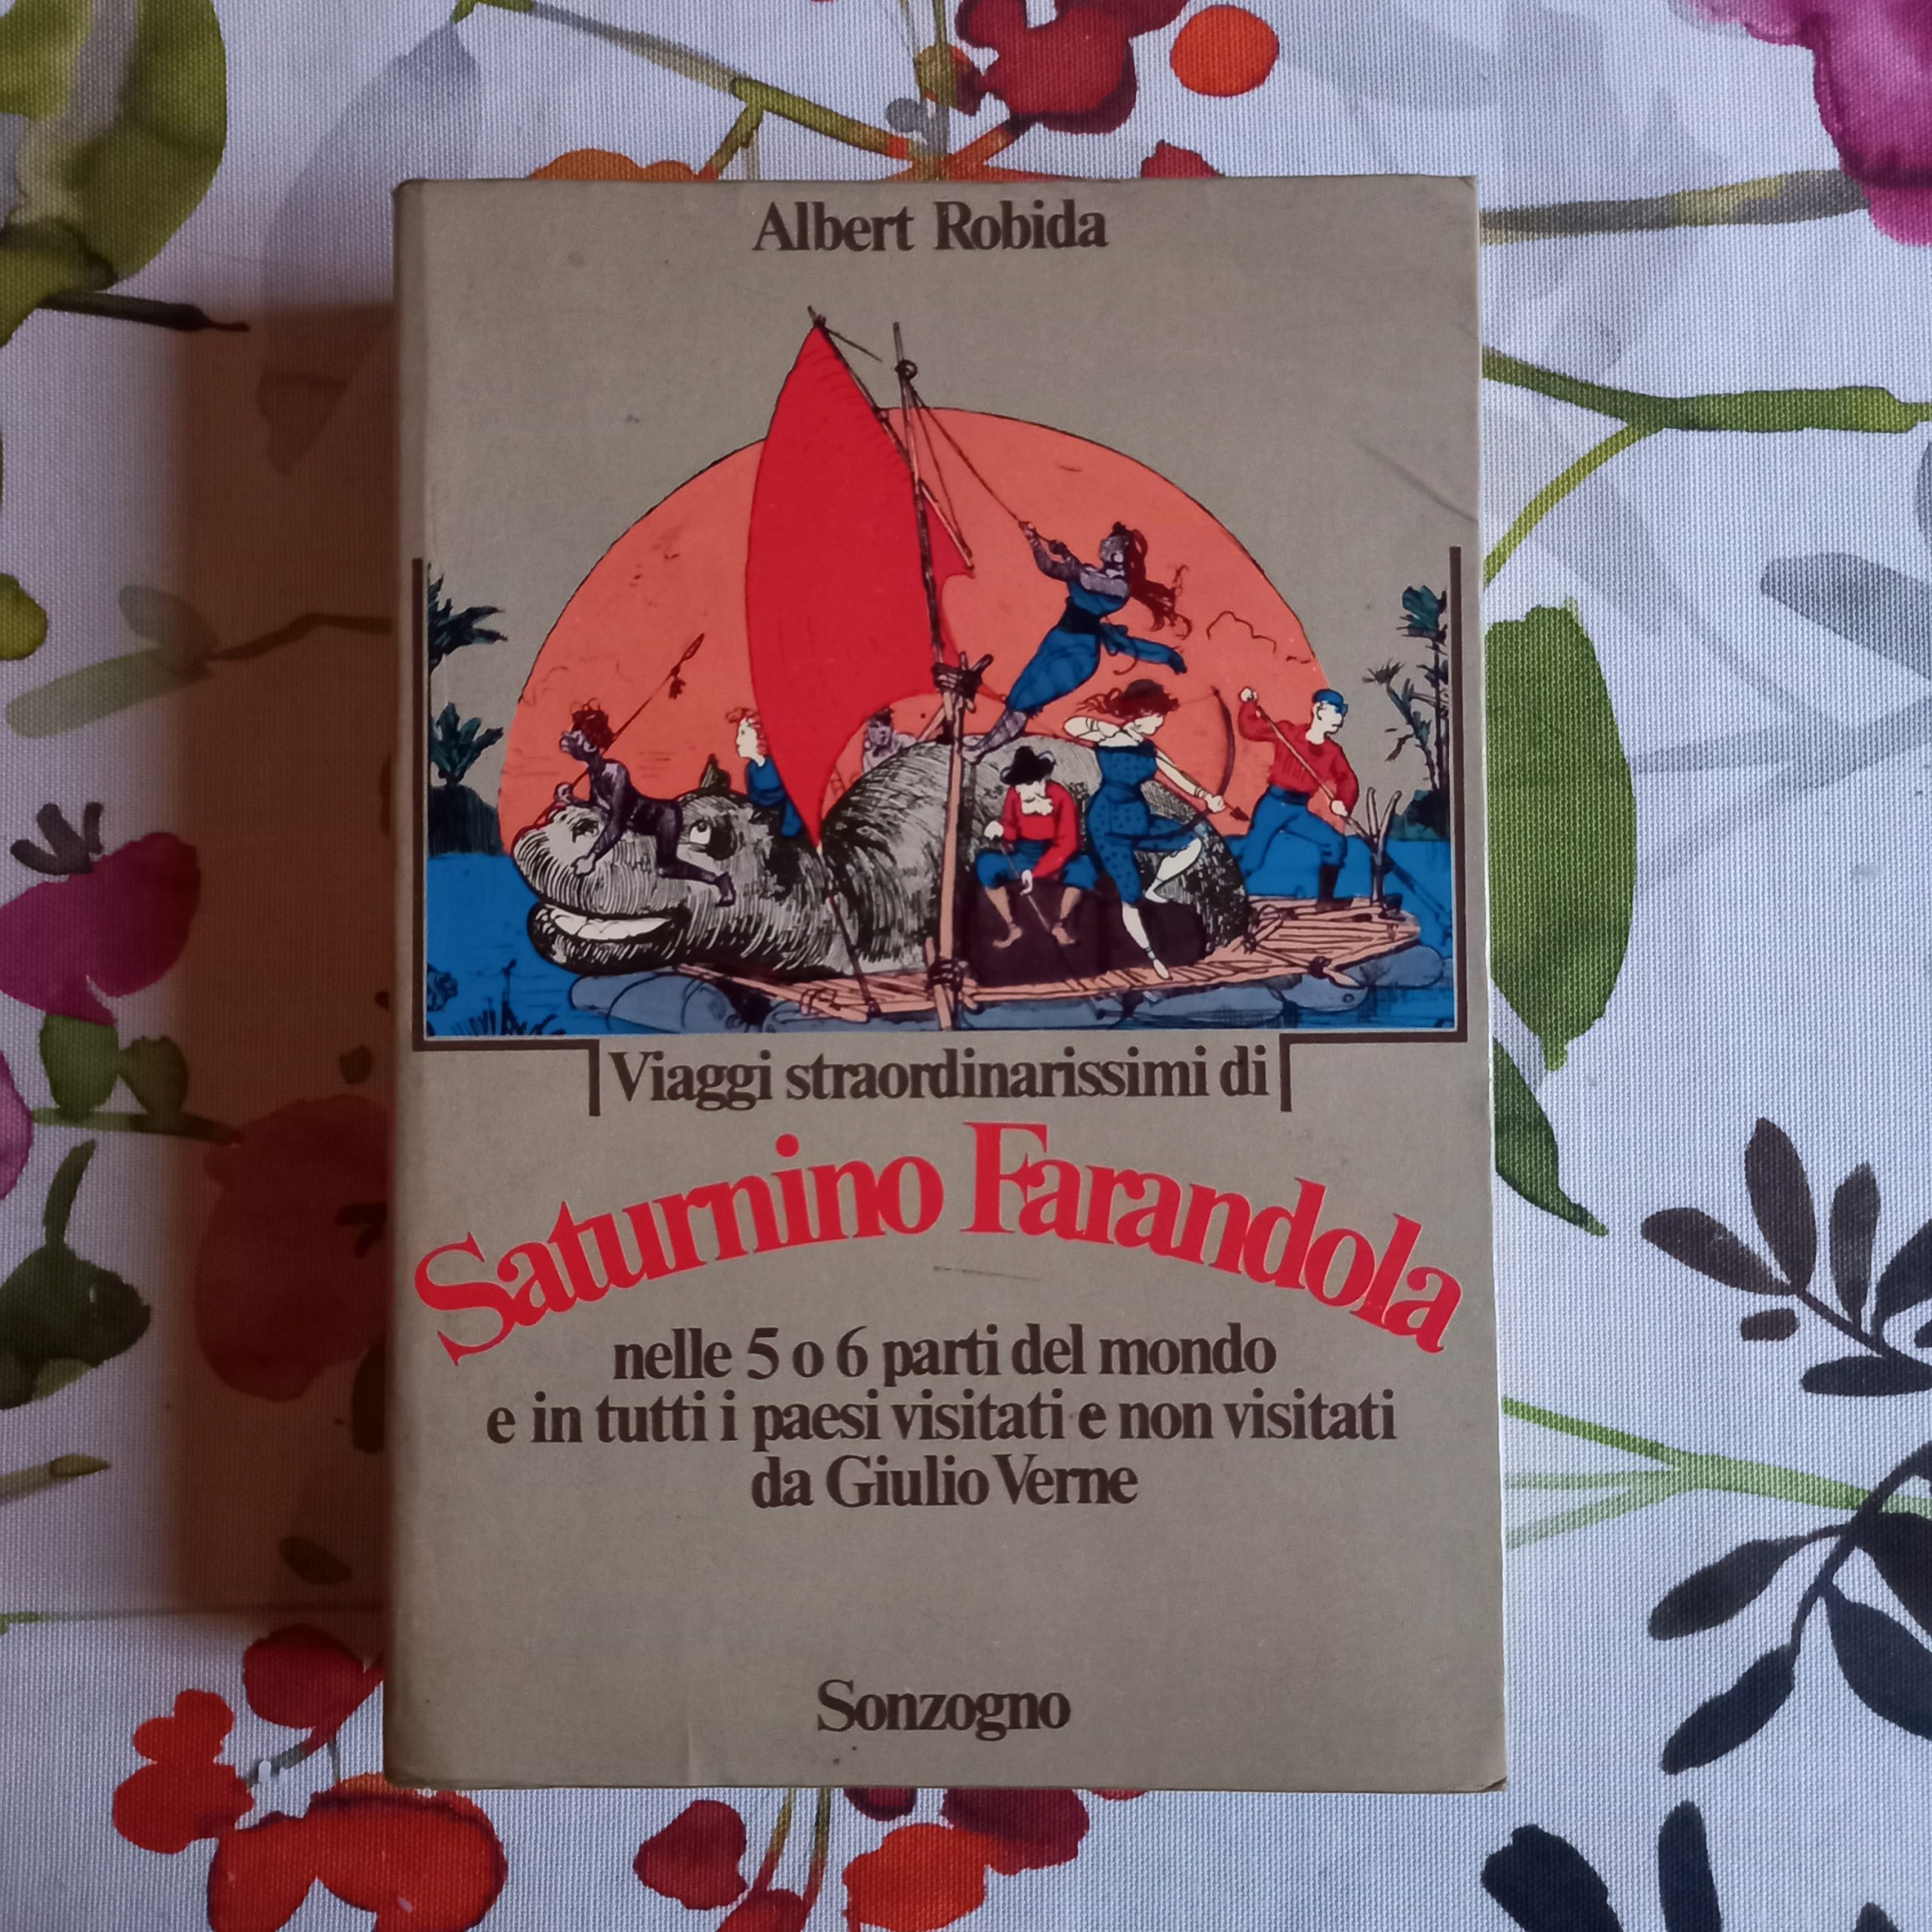 Albert Robida
Viaggi straordinarissimi di
Saturnino Farandola
nelle 5 o 6 parti del mondo
e in tutti i paesi visitati e non visitati
da Giulio Verne
Sonzogno